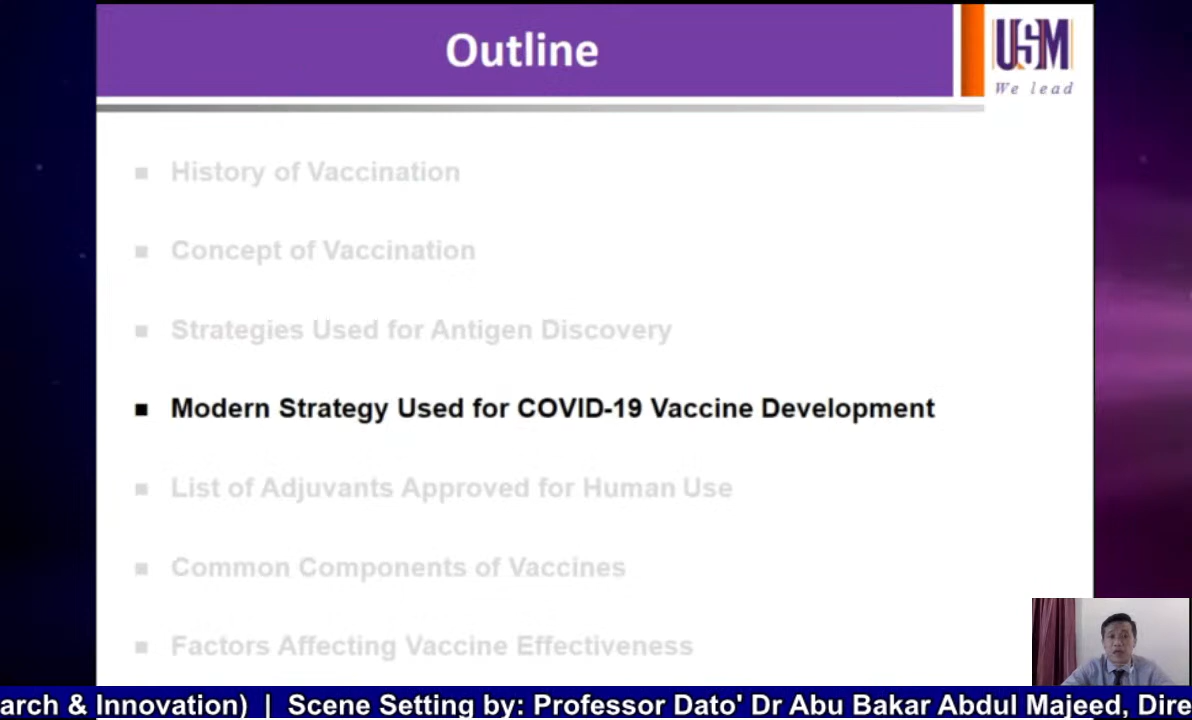 Outline
USM
We lead
■ History of Vaccination
■ Concept of Vaccination
■ Strategies Used for Antigen Discovery
■ Modern Strategy Used for COVID-19 Vaccine Development
■ List of Adjuvants Approved for Human Use
■ Common Components of Vaccines
■ Factors Affecting Vaccine Effectiveness
arch & Innovation) | Scene Setting by: Professor Dato' Dr Abu Bakar Abdul Majeed, Dire